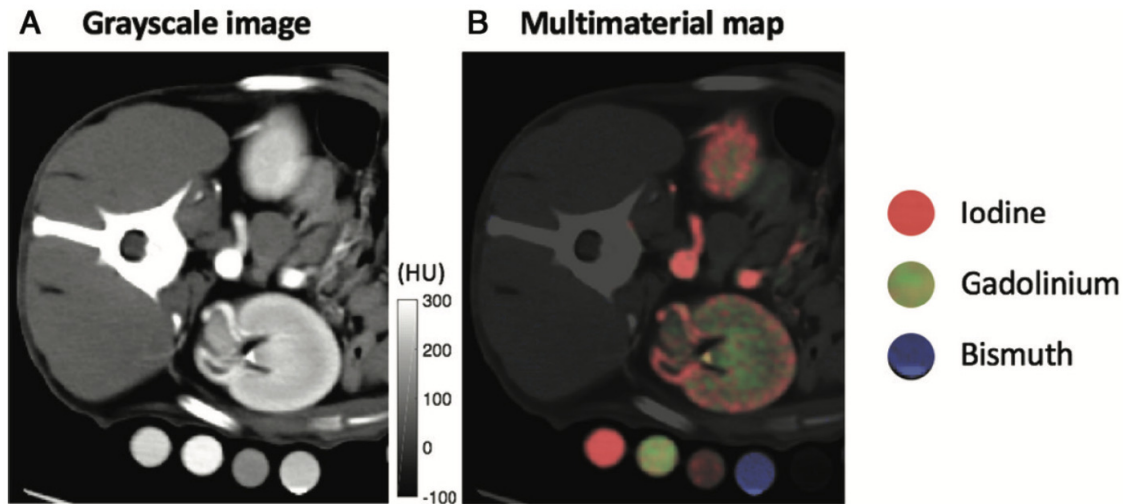 A Grayscale image
B Multimaterial map
(HU)
300
200
100
0
-100
Iodine
Gadolinium
Bismuth